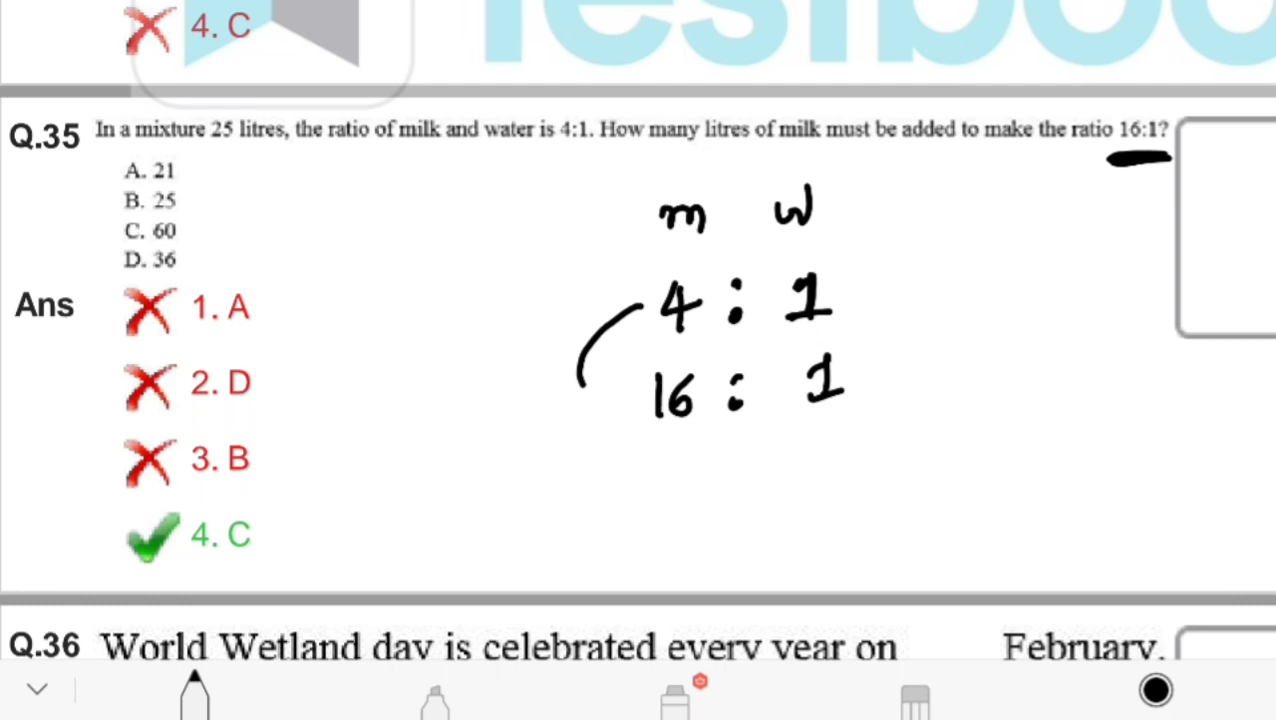 4. C
Testboo
Q.35 In a mixture 25 litres, the ratio of milk and water is 4:1. How many litres of milk must be added to make the ratio 16:1?
A. 21
B. 25
C. 60
D. 36
m w
4 : 1
16 : 1
Ans 1. A
2. D
3. B
4. C
Q.36 World Wetland day is celebrated every year on February.